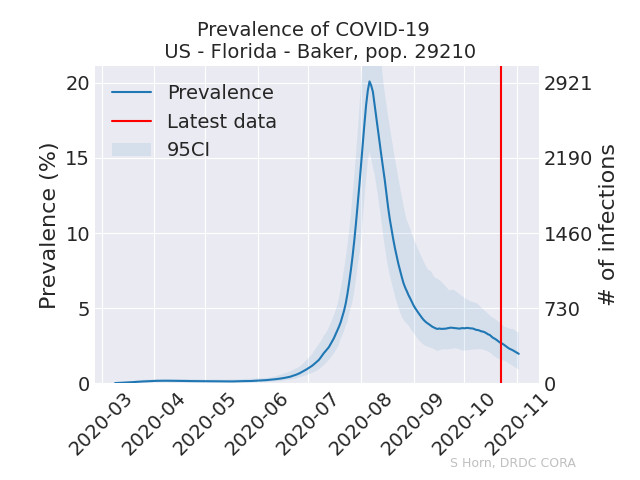 Prevalence of COVID-19
US - Florida - Baker, pop. 29210
Prevalence
Latest data
95CI
Prevalence (%)
20
15
10
5
0
2921
2190
1460
730
0
# of infections
2020-03
2020-04
2020-05
2020-06
2020-07
2020-08
2020-09
2020-10
2020-11
S Horn, DRDC CORA